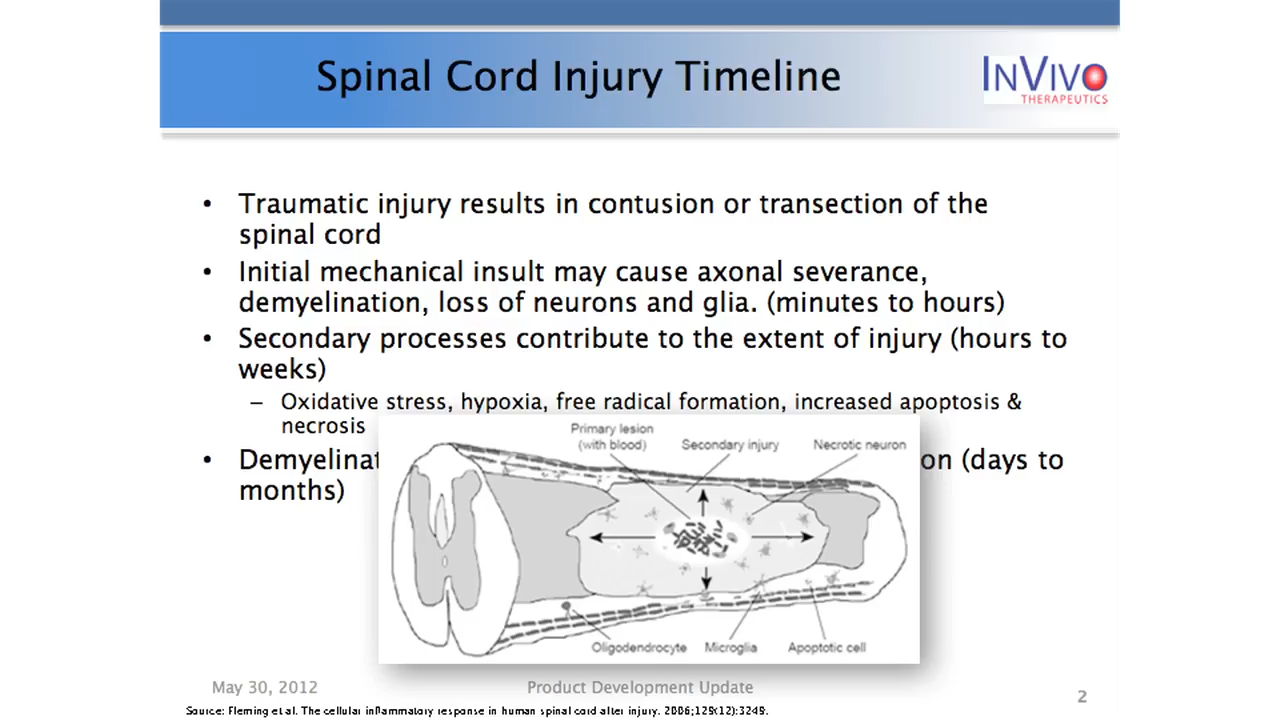 Spinal Cord Injury Timeline
INVIVO
THERAPEUTICS
• Traumatic injury results in contusion or transection of the
spinal cord
• Initial mechanical insult may cause axonal severance,
demyelination, loss of neurons and glia. (minutes to hours)
• Secondary processes contribute to the extent of injury (hours to
weeks)
– Oxidative stress, hypoxia, free radical formation, increased apoptosis &
necrosis
• on (days to
months)
Primary lesion
(with blood)
Secondary injury
Necrotic neuron
Oligodendrocyte
Microglia
Apoptotic cell
May 30, 2012
Product Development Update
2
Source: Fleming et al. The cellular inflammatory response in human spinal cord after injury. 2006;129(12):3249.